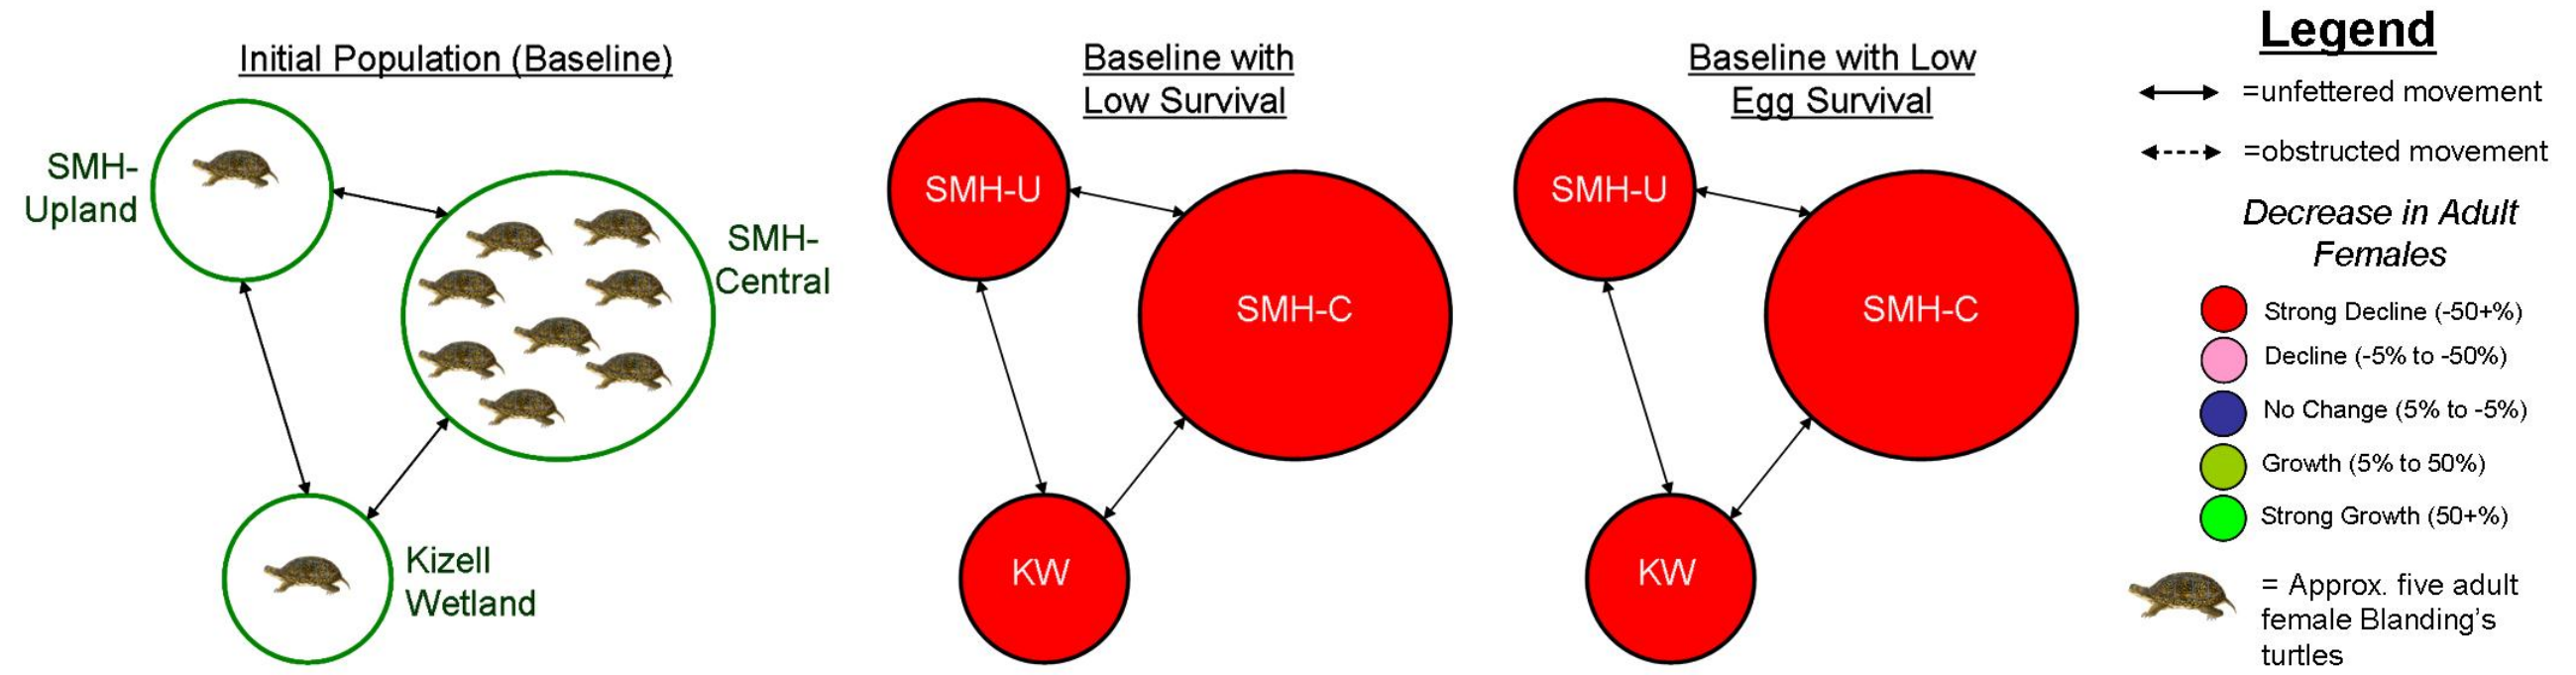 Initial Population (Baseline)
SMH-
Upland
SMH-
Central
Kizell
Wetland
Baseline with
Low Survival
SMH-U
SMH-C
KW
Baseline with Low
Egg Survival
SMH-U
SMH-C
KW
Legend
=unfettered movement
=obstructed movement
Decrease in Adult
Females
Strong Decline (-50+%)
Decline (-5% to -50%)
No Change (5% to -5%)
Growth (5% to 50%)
Strong Growth (50+%)
= Approx. five adult
female Blanding's
turtles